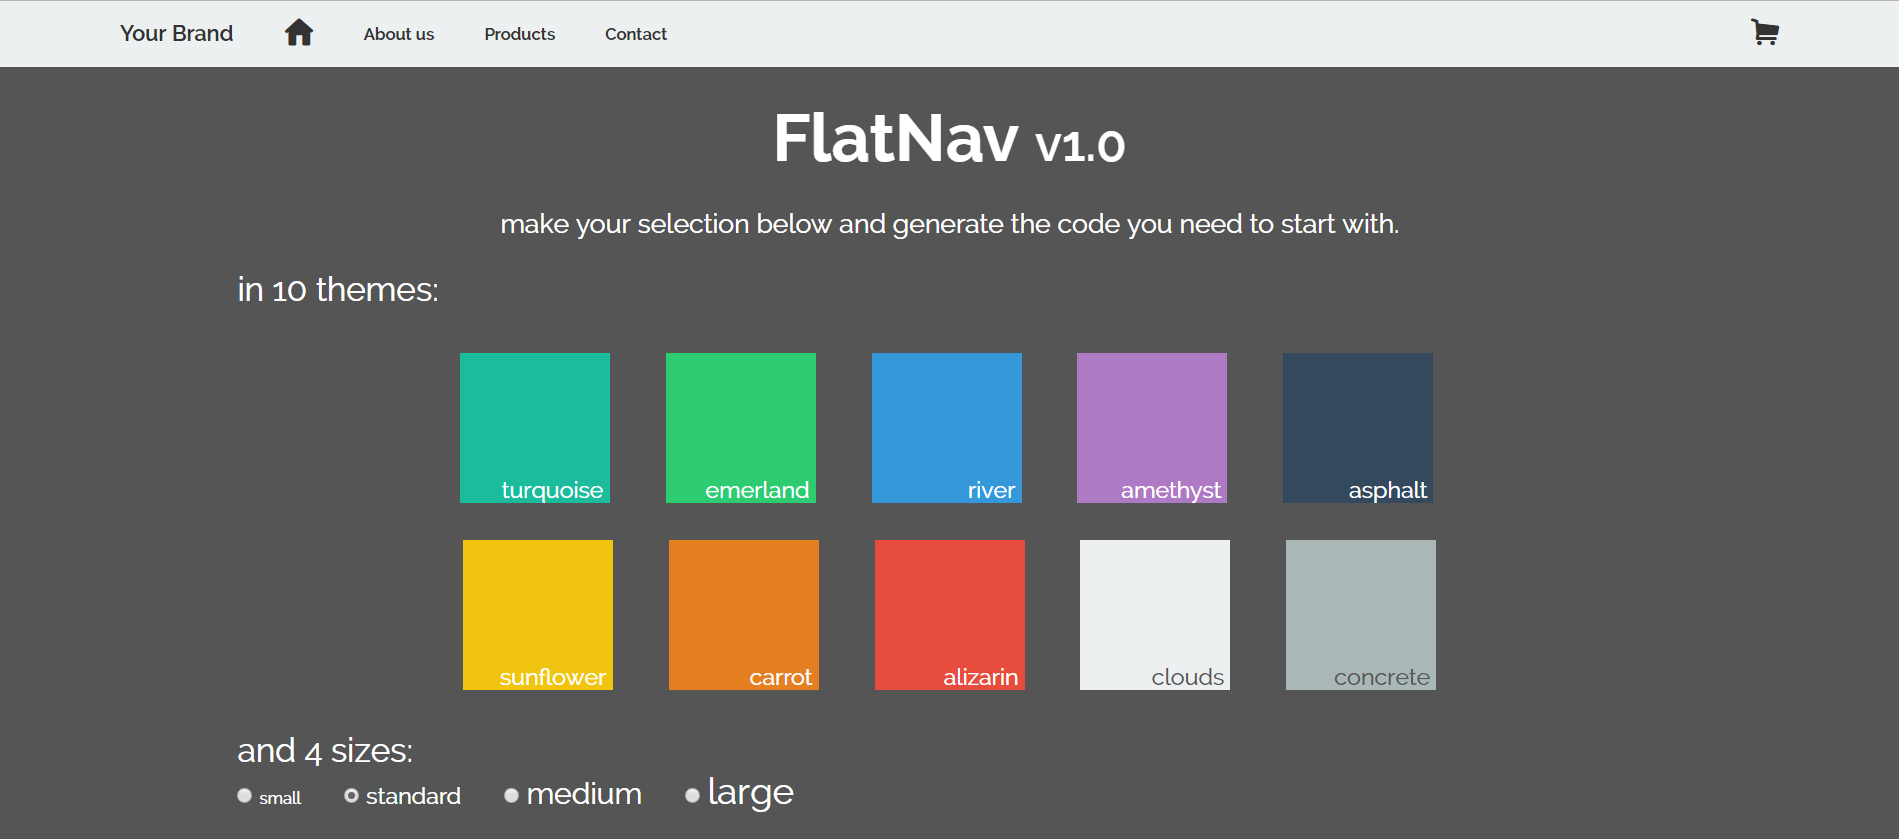 Your Brand About us Products Contact
FlatNav v1.0
make your selection below and generate the code you need to start with.
in 10 themes:
turquoise emerland river amethyst asphalt
sunflower carrot alizarin clouds concrete
and 4 sizes:
small standard medium large